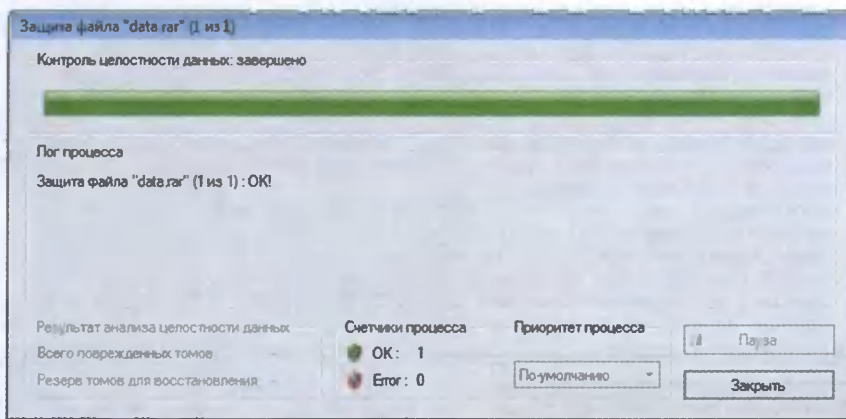 Защита файла "data.rar" (1 из 1)
Контроль целостности данных: завершено
Лог процесса
Защита файла "data.rar" (1 из 1) : OK!
Результат анализа целостности данных
Всего поврежденных томов
Резерв томов для восстановления
Счетчики процесса
OK : 1
Error : 0
Приоритет процесса
По-умолчанию
Пауза
Закрыть